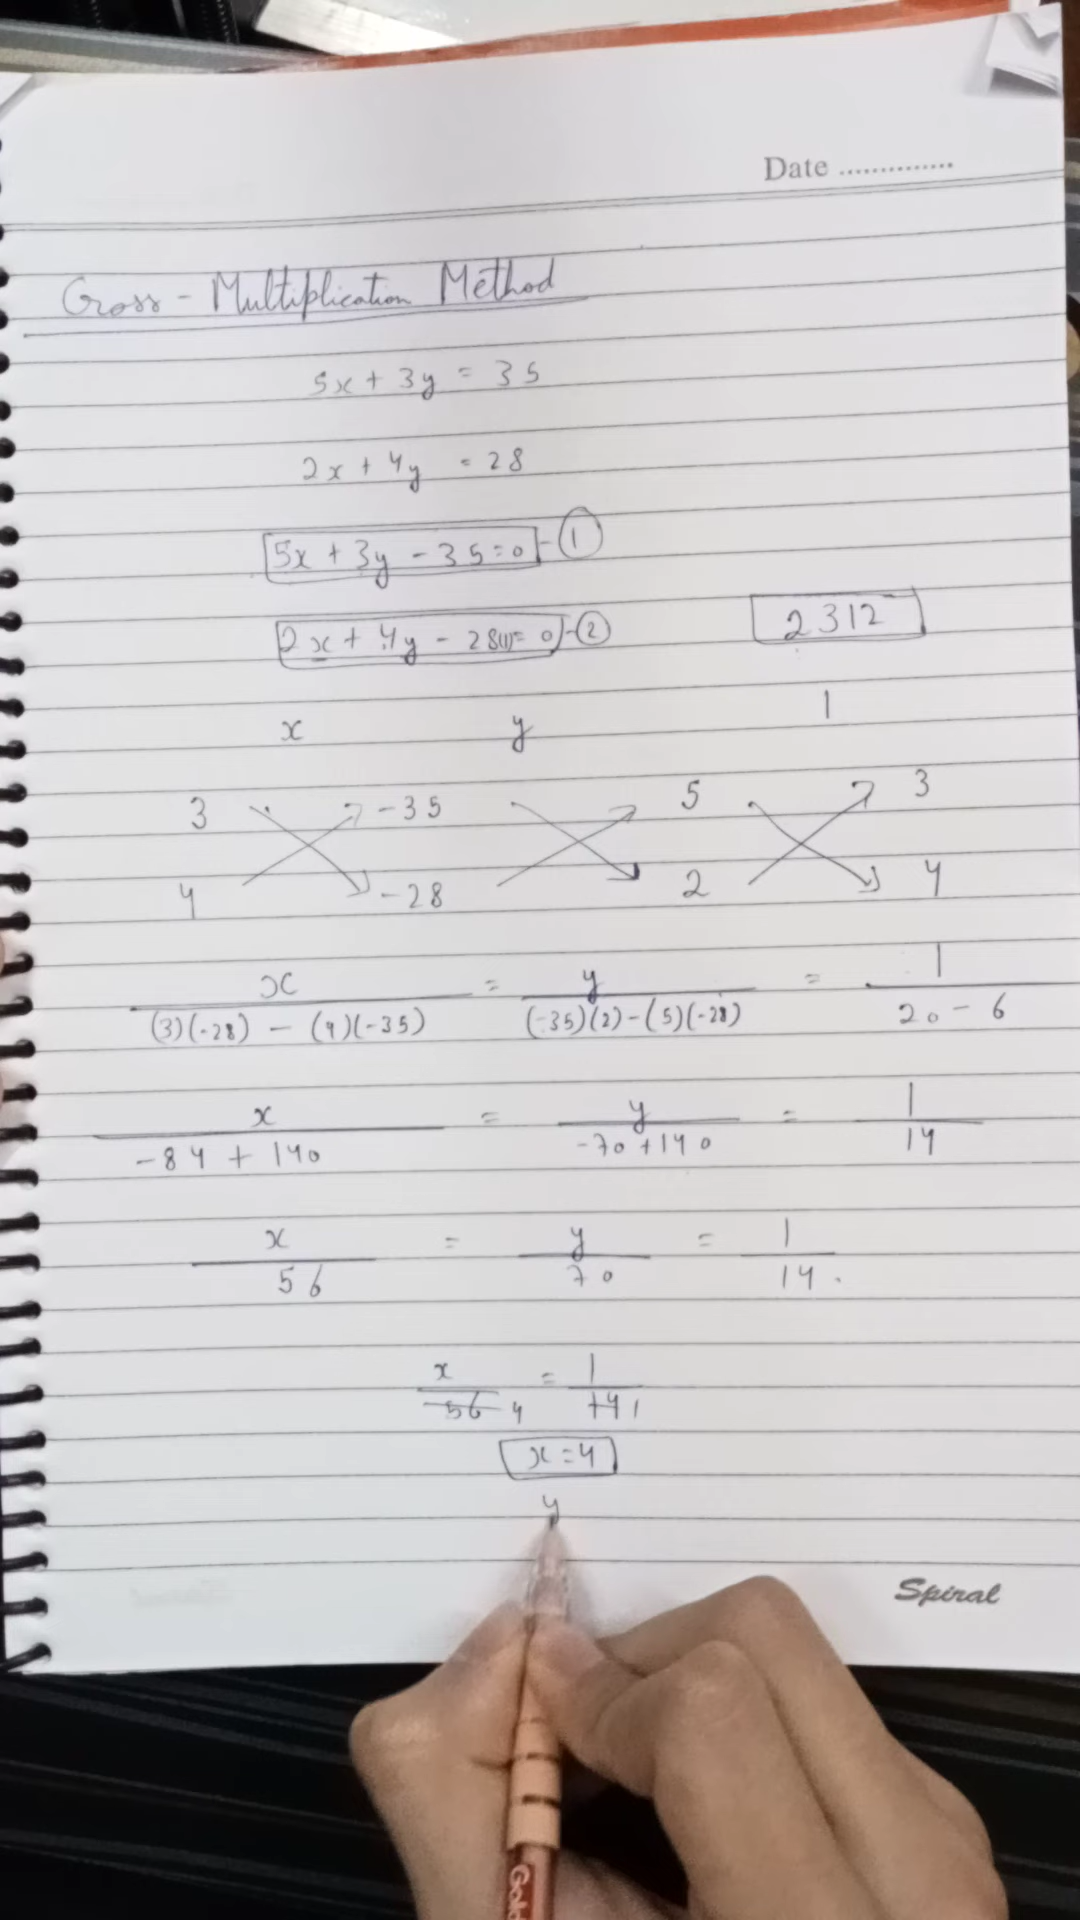 Date ..............
Cross - Multiplication Method
5x + 3y = 35
2x + 4y = 28
5x + 3y - 35 = 0 - 1
2x + 4y - 28(1) = 0 - 2
2312
x y 1
3 -35 5 3
4 -28 2 4
x = y = 1
(3)(-28) - (4)(-35) (-35)(2) - (5)(-28) 20 - 6
x = y = 1
-84 + 140 -70 + 140 14
x = y = 1
56 70 14.
x = 1
56 4 14 1
x = 4
y
Spiral
Gold